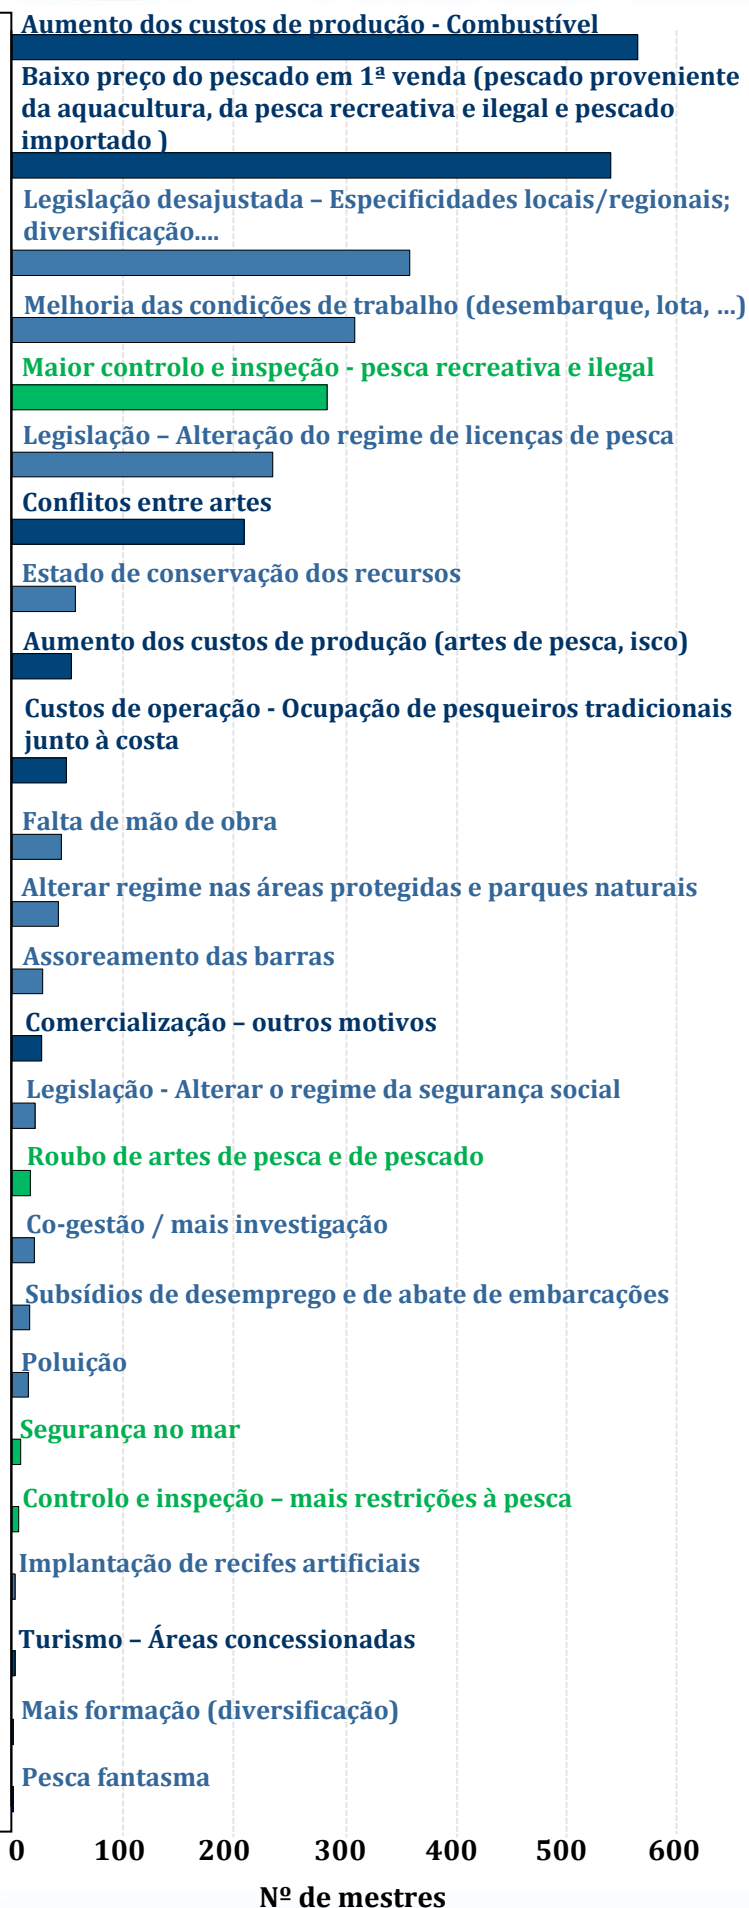 Aumento dos custos de produção - Combustível
Baixo preço do pescado em 1ª venda (pescado proveniente
da aquacultura, da pesca recreativa e ilegal e pescado
importado )
Legislação desajustada – Especificidades locais/regionais;
diversificação....
Melhoria das condições de trabalho (desembarque, lota, ...)
Maior controlo e inspeção - pesca recreativa e ilegal
Legislação – Alteração do regime de licenças de pesca
Conflitos entre artes
Estado de conservação dos recursos
Aumento dos custos de produção (artes de pesca, isco)
Custos de operação - Ocupação de pesqueiros tradicionais
junto à costa
Falta de mão de obra
Alterar regime nas áreas protegidas e parques naturais
Assoreamento das barras
Comercialização – outros motivos
Legislação - Alterar o regime da segurança social
Roubo de artes de pesca e de pescado
Co-gestão / mais investigação
Subsídios de desemprego e de abate de embarcações
Poluição
Segurança no mar
Controlo e inspeção – mais restrições à pesca
Implantação de recifes artificiais
Turismo – Áreas concessionadas
Mais formação (diversificação)
Pesca fantasma
0 100 200 300 400 500 600
Nº de mestres